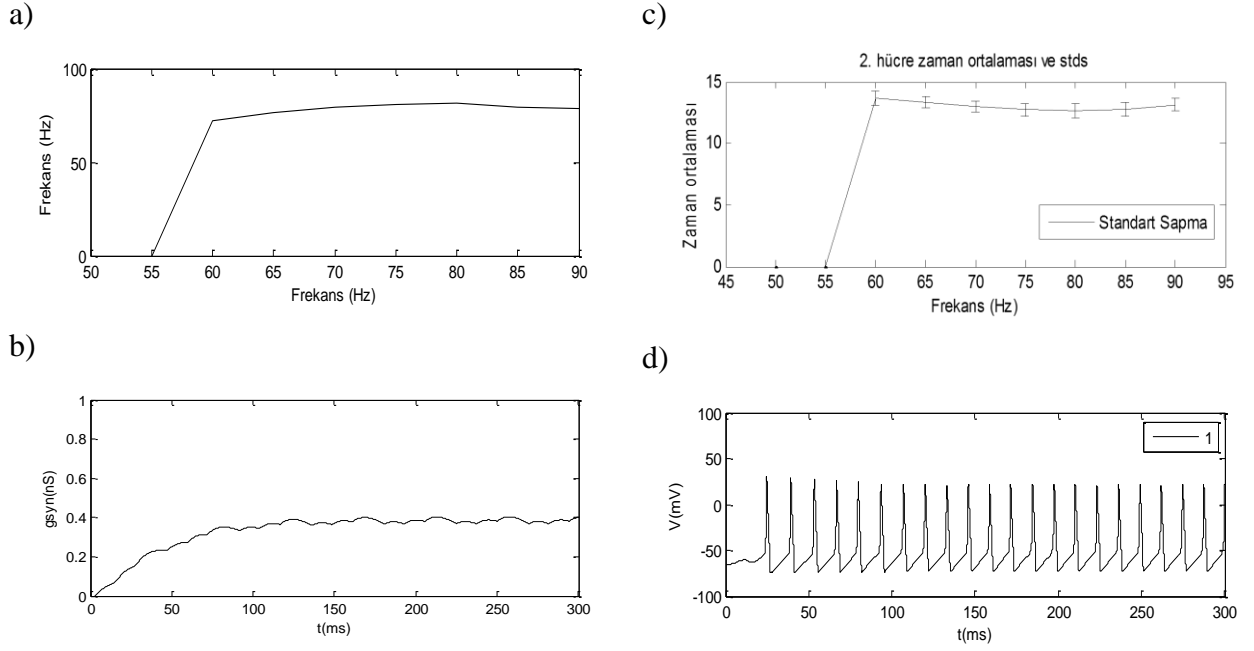 a)
100
50
0
Frekans (Hz)
50 55 60 65 70 75 80 85 90
Frekans (Hz)
c)
2. hücre zaman ortalaması ve stds
15
10
5
0
Zaman ortalaması
Standart Sapma
45 50 55 60 65 70 75 80 85 90 95
Frekans (Hz)
b)
1
0.8
0.6
0.4
0.2
0
gsyn(nS)
0 50 100 150 200 250 300
t(ms)
d)
100
50
0
-50
-100
V(mV)
1
0 50 100 150 200 250 300
t(ms)